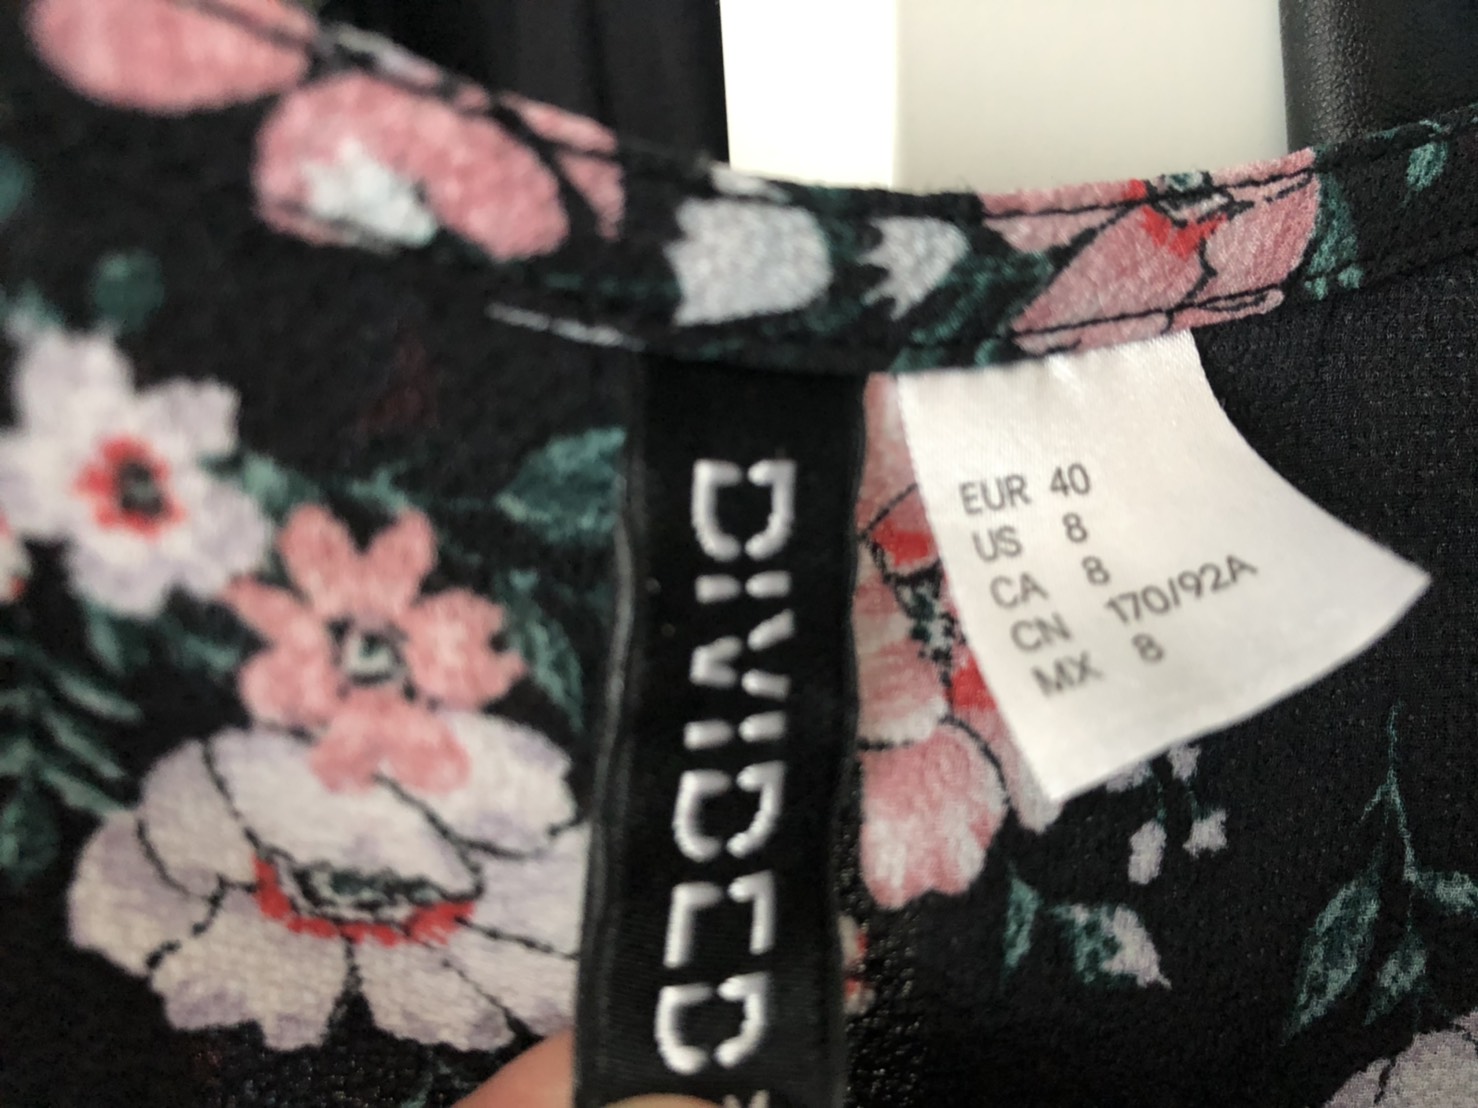 DIVIDED
EUR 40
US 8
CA 8
CN 170/92A
MX 8